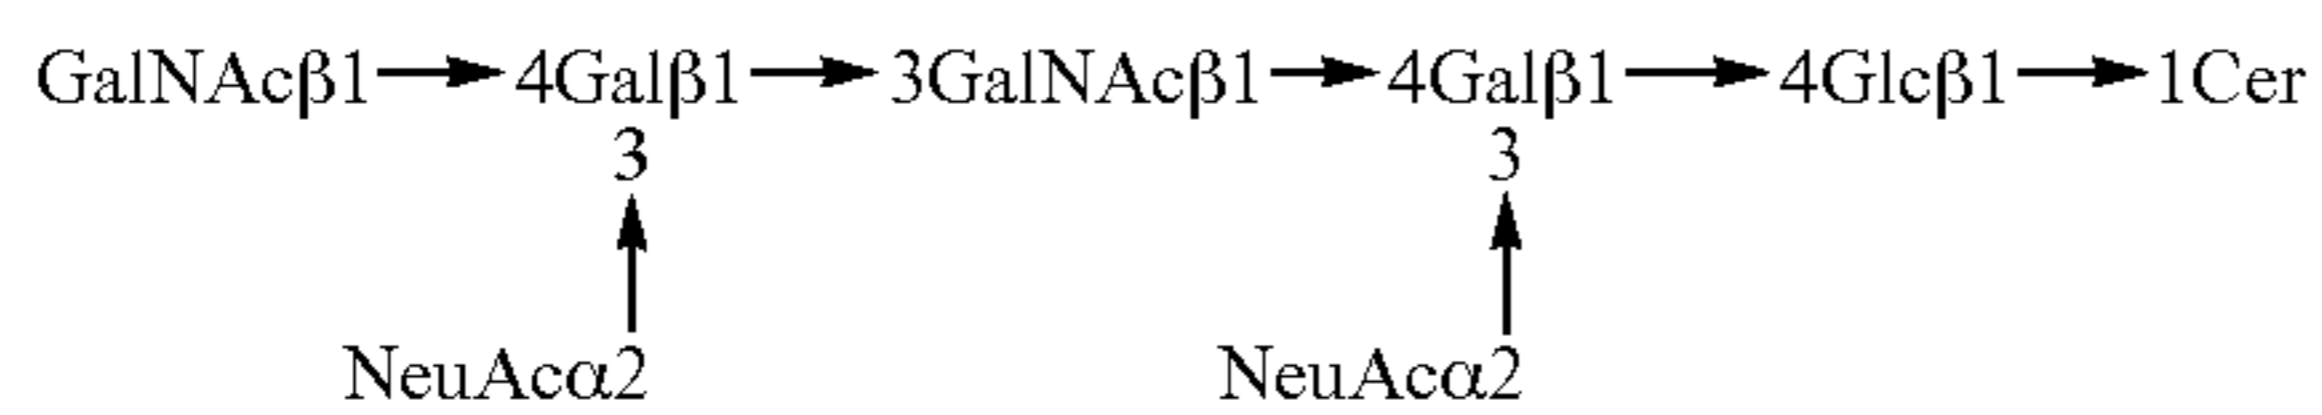 GalNAcβ1→4Galβ1→3GalNAcβ1→4Galβ1→4Glcβ1→1Cer
3 3
NeuAcα2 NeuAcα2